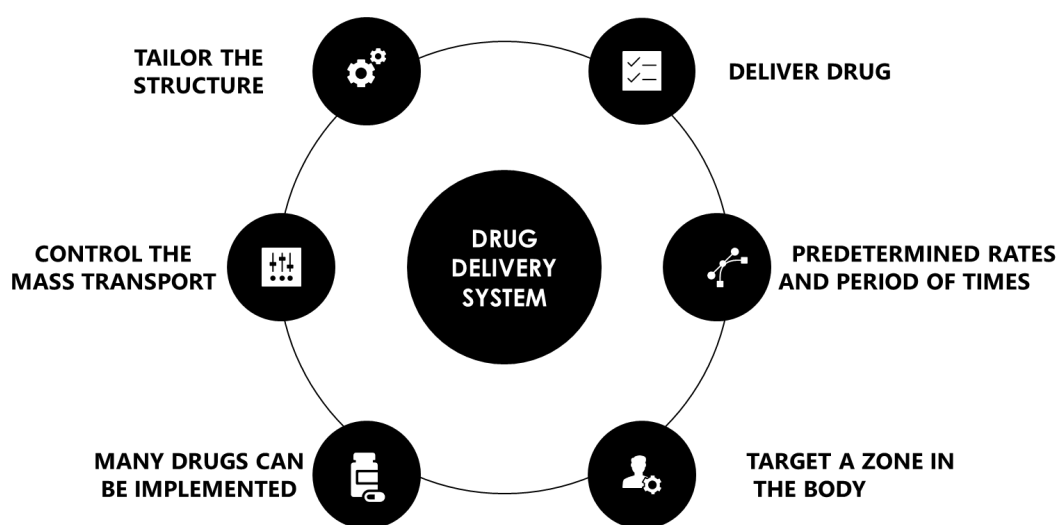 TAILOR THE
STRUCTURE
DELIVER DRUG
CONTROL THE
MASS TRANSPORT
DRUG
DELIVERY
SYSTEM
PREDETERMINED RATES
AND PERIOD OF TIMES
MANY DRUGS CAN
BE IMPLEMENTED
TARGET A ZONE IN
THE BODY